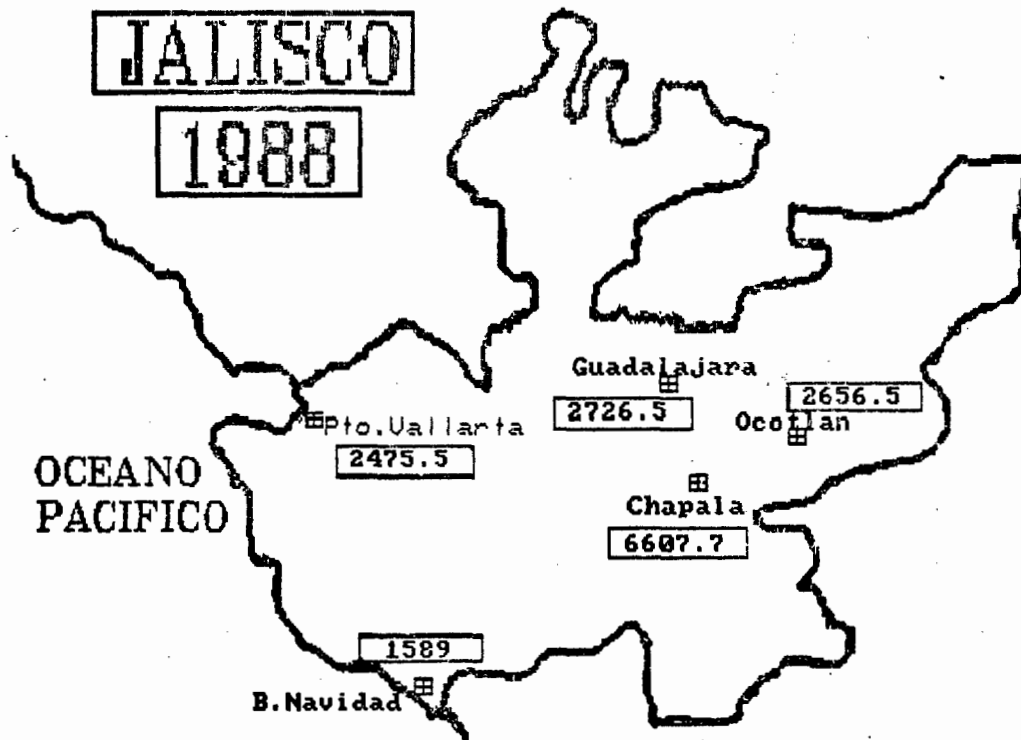 JALISCO
1988
Guadalajara
2726.5
2656.5
Ocotlan
Pto.Vallarta
2475.5
OCEANO
PACIFICO
Chapala
6607.7
1589
B.Navidad